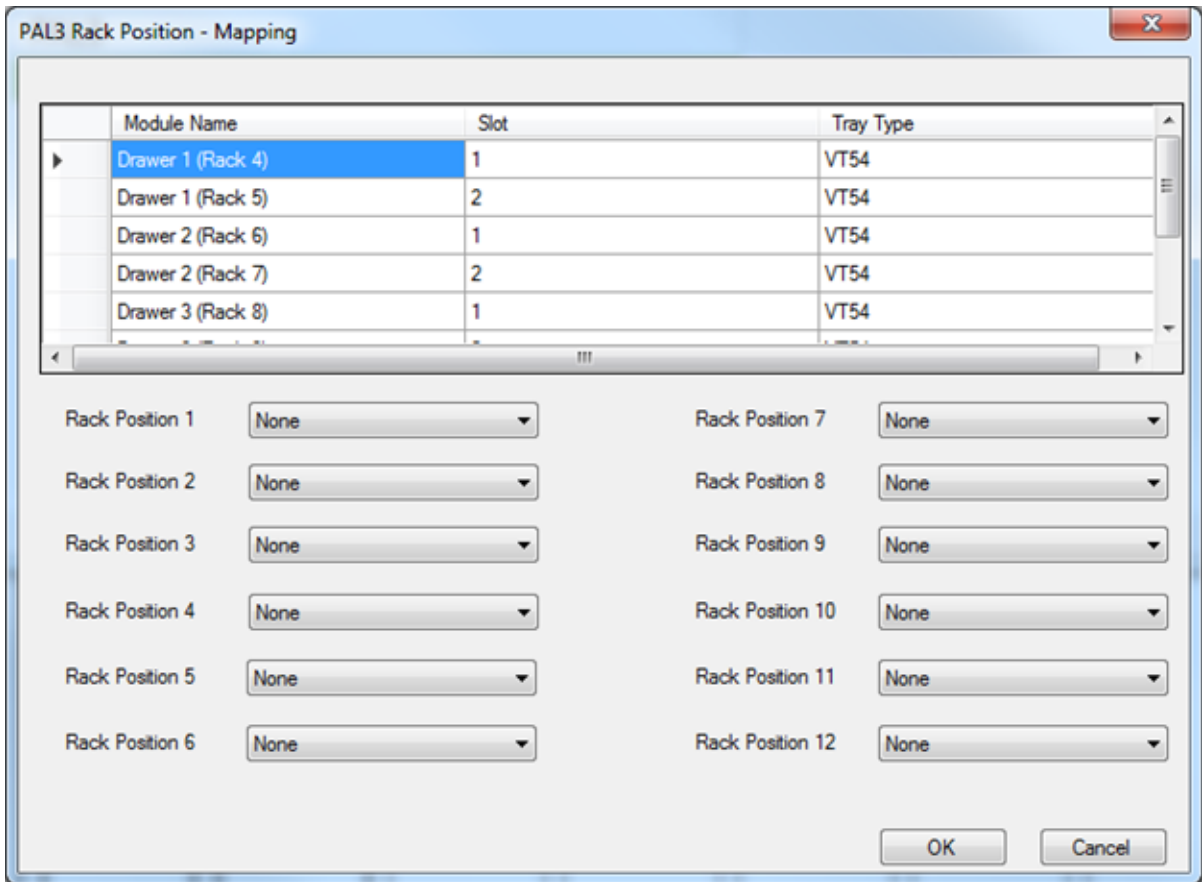 PAL3 Rack Position - Mapping
Module Name Slot Tray Type
Drawer 1 (Rack 4) 1 VT54
Drawer 1 (Rack 5) 2 VT54
Drawer 2 (Rack 6) 1 VT54
Drawer 2 (Rack 7) 2 VT54
Drawer 3 (Rack 8) 1 VT54
Rack Position 1 None Rack Position 7 None
Rack Position 2 None Rack Position 8 None
Rack Position 3 None Rack Position 9 None
Rack Position 4 None Rack Position 10 None
Rack Position 5 None Rack Position 11 None
Rack Position 6 None Rack Position 12 None
OK Cancel